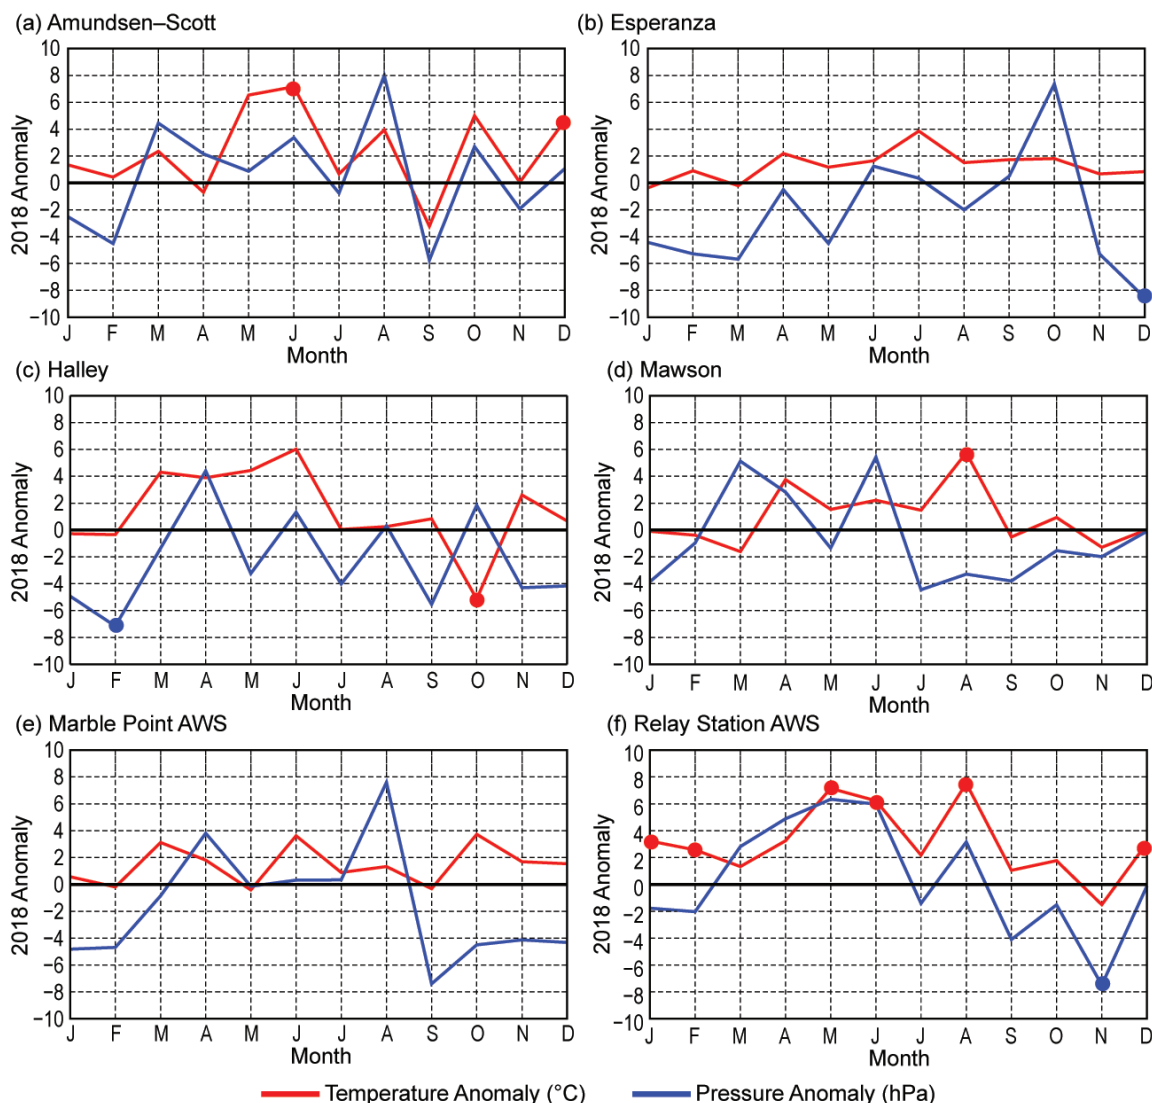 (a) Amundsen–Scott
10
8
6
4
2
0
−2
−4
−6
−8
−10
2018 Anomaly
J F M A M J J A S O N D
Month
(b) Esperanza
10
8
6
2
0
−2
−4
−6
−8
−10
2018 Anomaly
J F M A M J J A S O N D
Month
(c) Halley
10
8
6
4
2
0
−2
−4
−6
−8
−10
2018 Anomaly
J F M A M J J A S O N D
Month
(d) Mawson
10
8
6
4
2
0
−2
−4
−6
−8
−10
2018 Anomaly
J F M A M J J A S O N D
Month
(e) Marble Point AWS
10
8
6
4
2
0
−2
−4
−6
−8
−10
2018 Anomaly
J F M A M J J A S O N D
Month
(f) Relay Station AWS
10
8
6
4
2
0
−2
−4
−6
−8
−10
2018 Anomaly
J F M A M J J A S O N D
Month
Temperature Anomaly (°C) Pressure Anomaly (hPa)